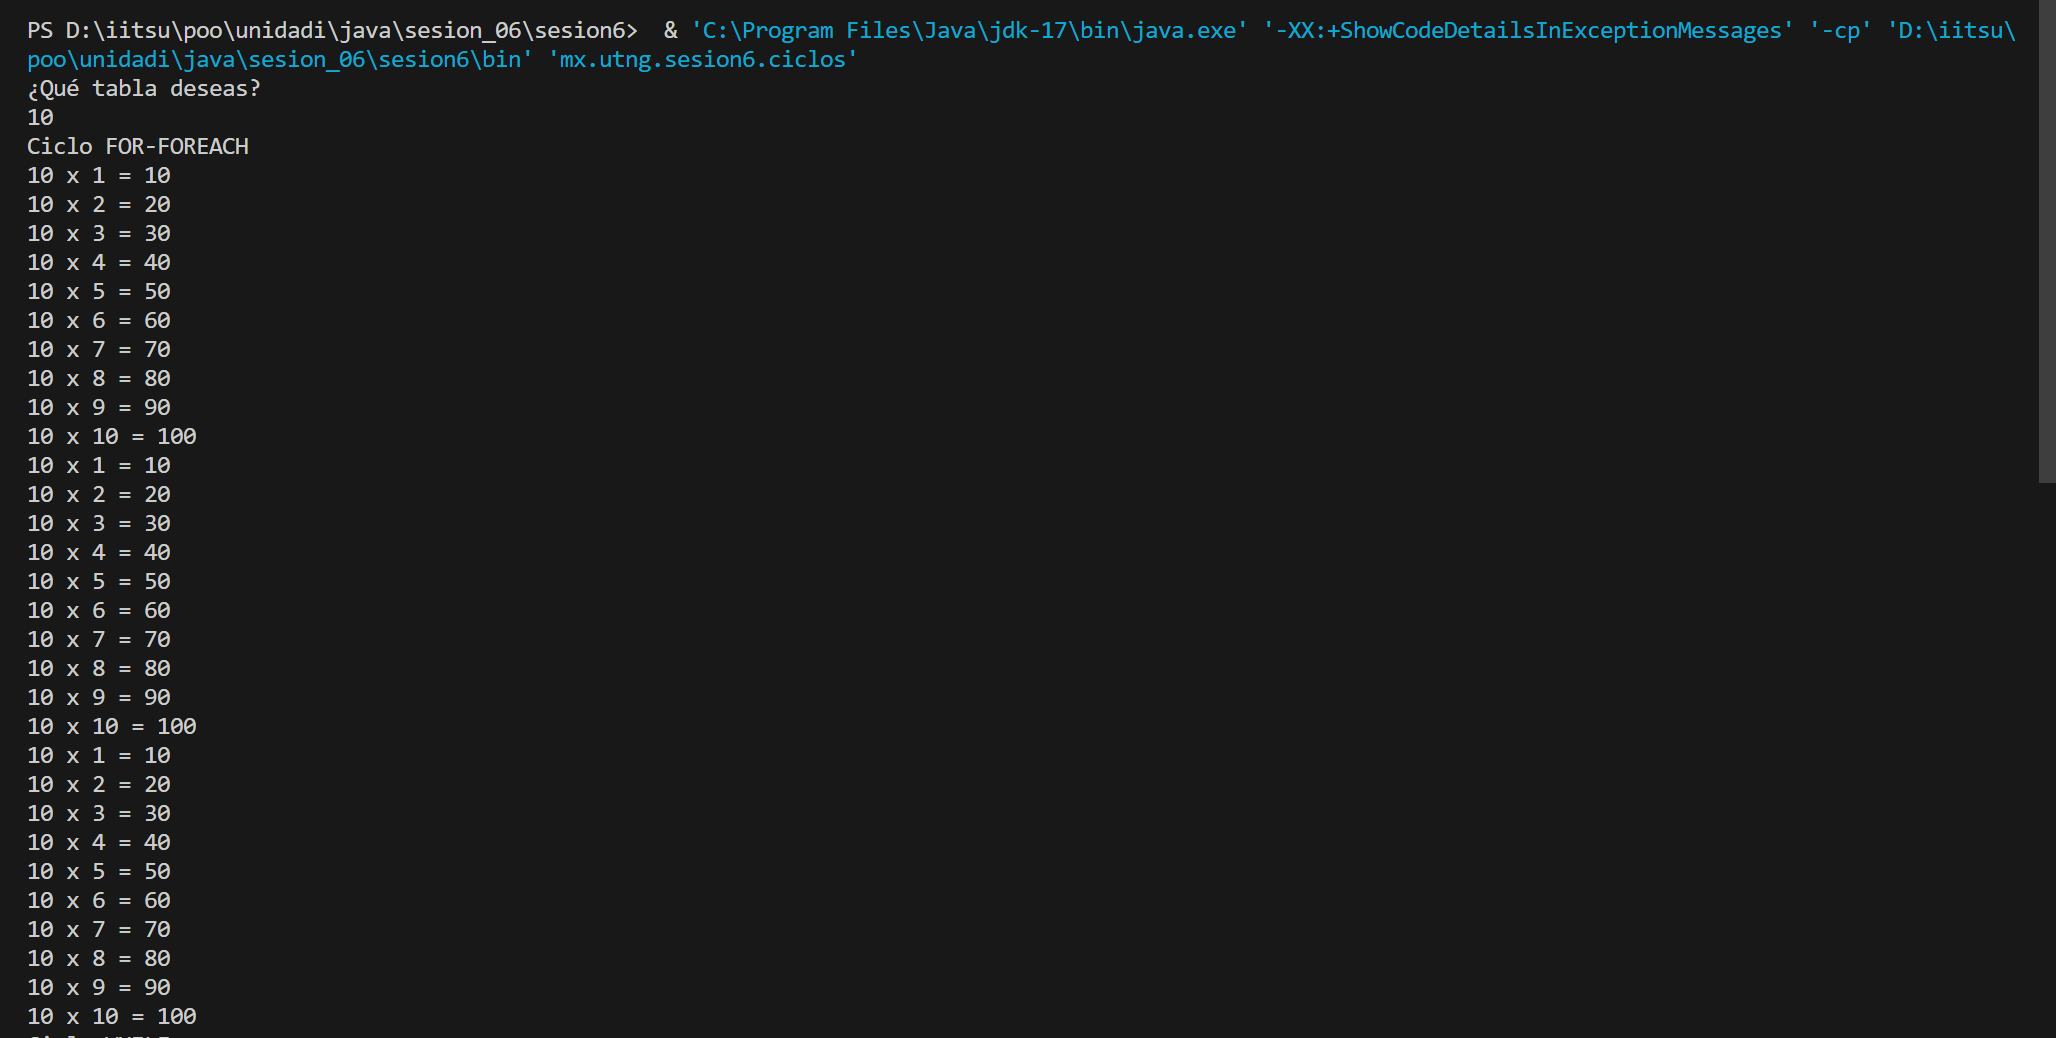 PS D:\iitsu\poo\unidadi\java\sesion_06\sesion6>  & 'C:\Program Files\Java\jdk-17\bin\java.exe' '-XX:+ShowCodeDetailsInExceptionMessages' '-cp' 'D:\iitsu\
poo\unidadi\java\sesion_06\sesion6\bin' 'mx.utng.sesion6.ciclos'
¿Qué tabla deseas?
10
Ciclo FOR-FOREACH
10 x 1 = 10
10 x 2 = 20
10 x 3 = 30
10 x 4 = 40
10 x 5 = 50
10 x 6 = 60
10 x 7 = 70
10 x 8 = 80
10 x 9 = 90
10 x 10 = 100
10 x 1 = 10
10 x 2 = 20
10 x 3 = 30
10 x 4 = 40
10 x 5 = 50
10 x 6 = 60
10 x 7 = 70
10 x 8 = 80
10 x 9 = 90
10 x 10 = 100
10 x 1 = 10
10 x 2 = 20
10 x 3 = 30
10 x 4 = 40
10 x 5 = 50
10 x 6 = 60
10 x 7 = 70
10 x 8 = 80
10 x 9 = 90
10 x 10 = 100